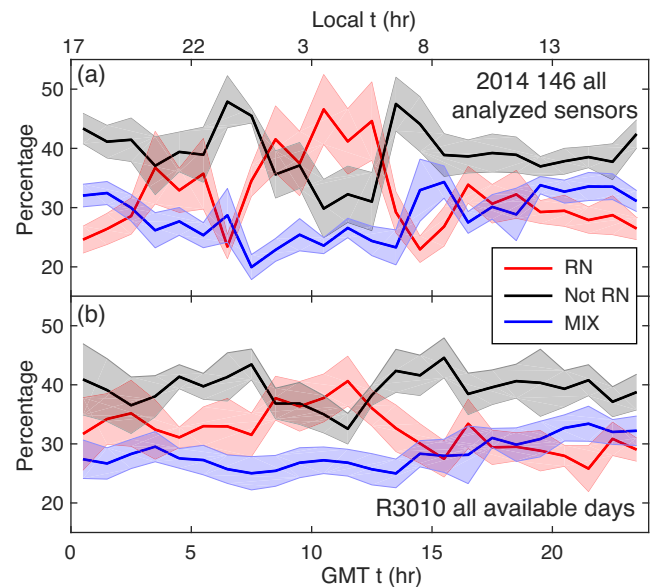 Local t (hr)
17 22 3 8 13
(a)
2014 146 all
analyzed sensors
50
40
30
20
Percentage
RN
Not RN
MIX
(b)
50
40
30
20
Percentage
R3010 all available days
0 5 10 15 20
GMT t (hr)